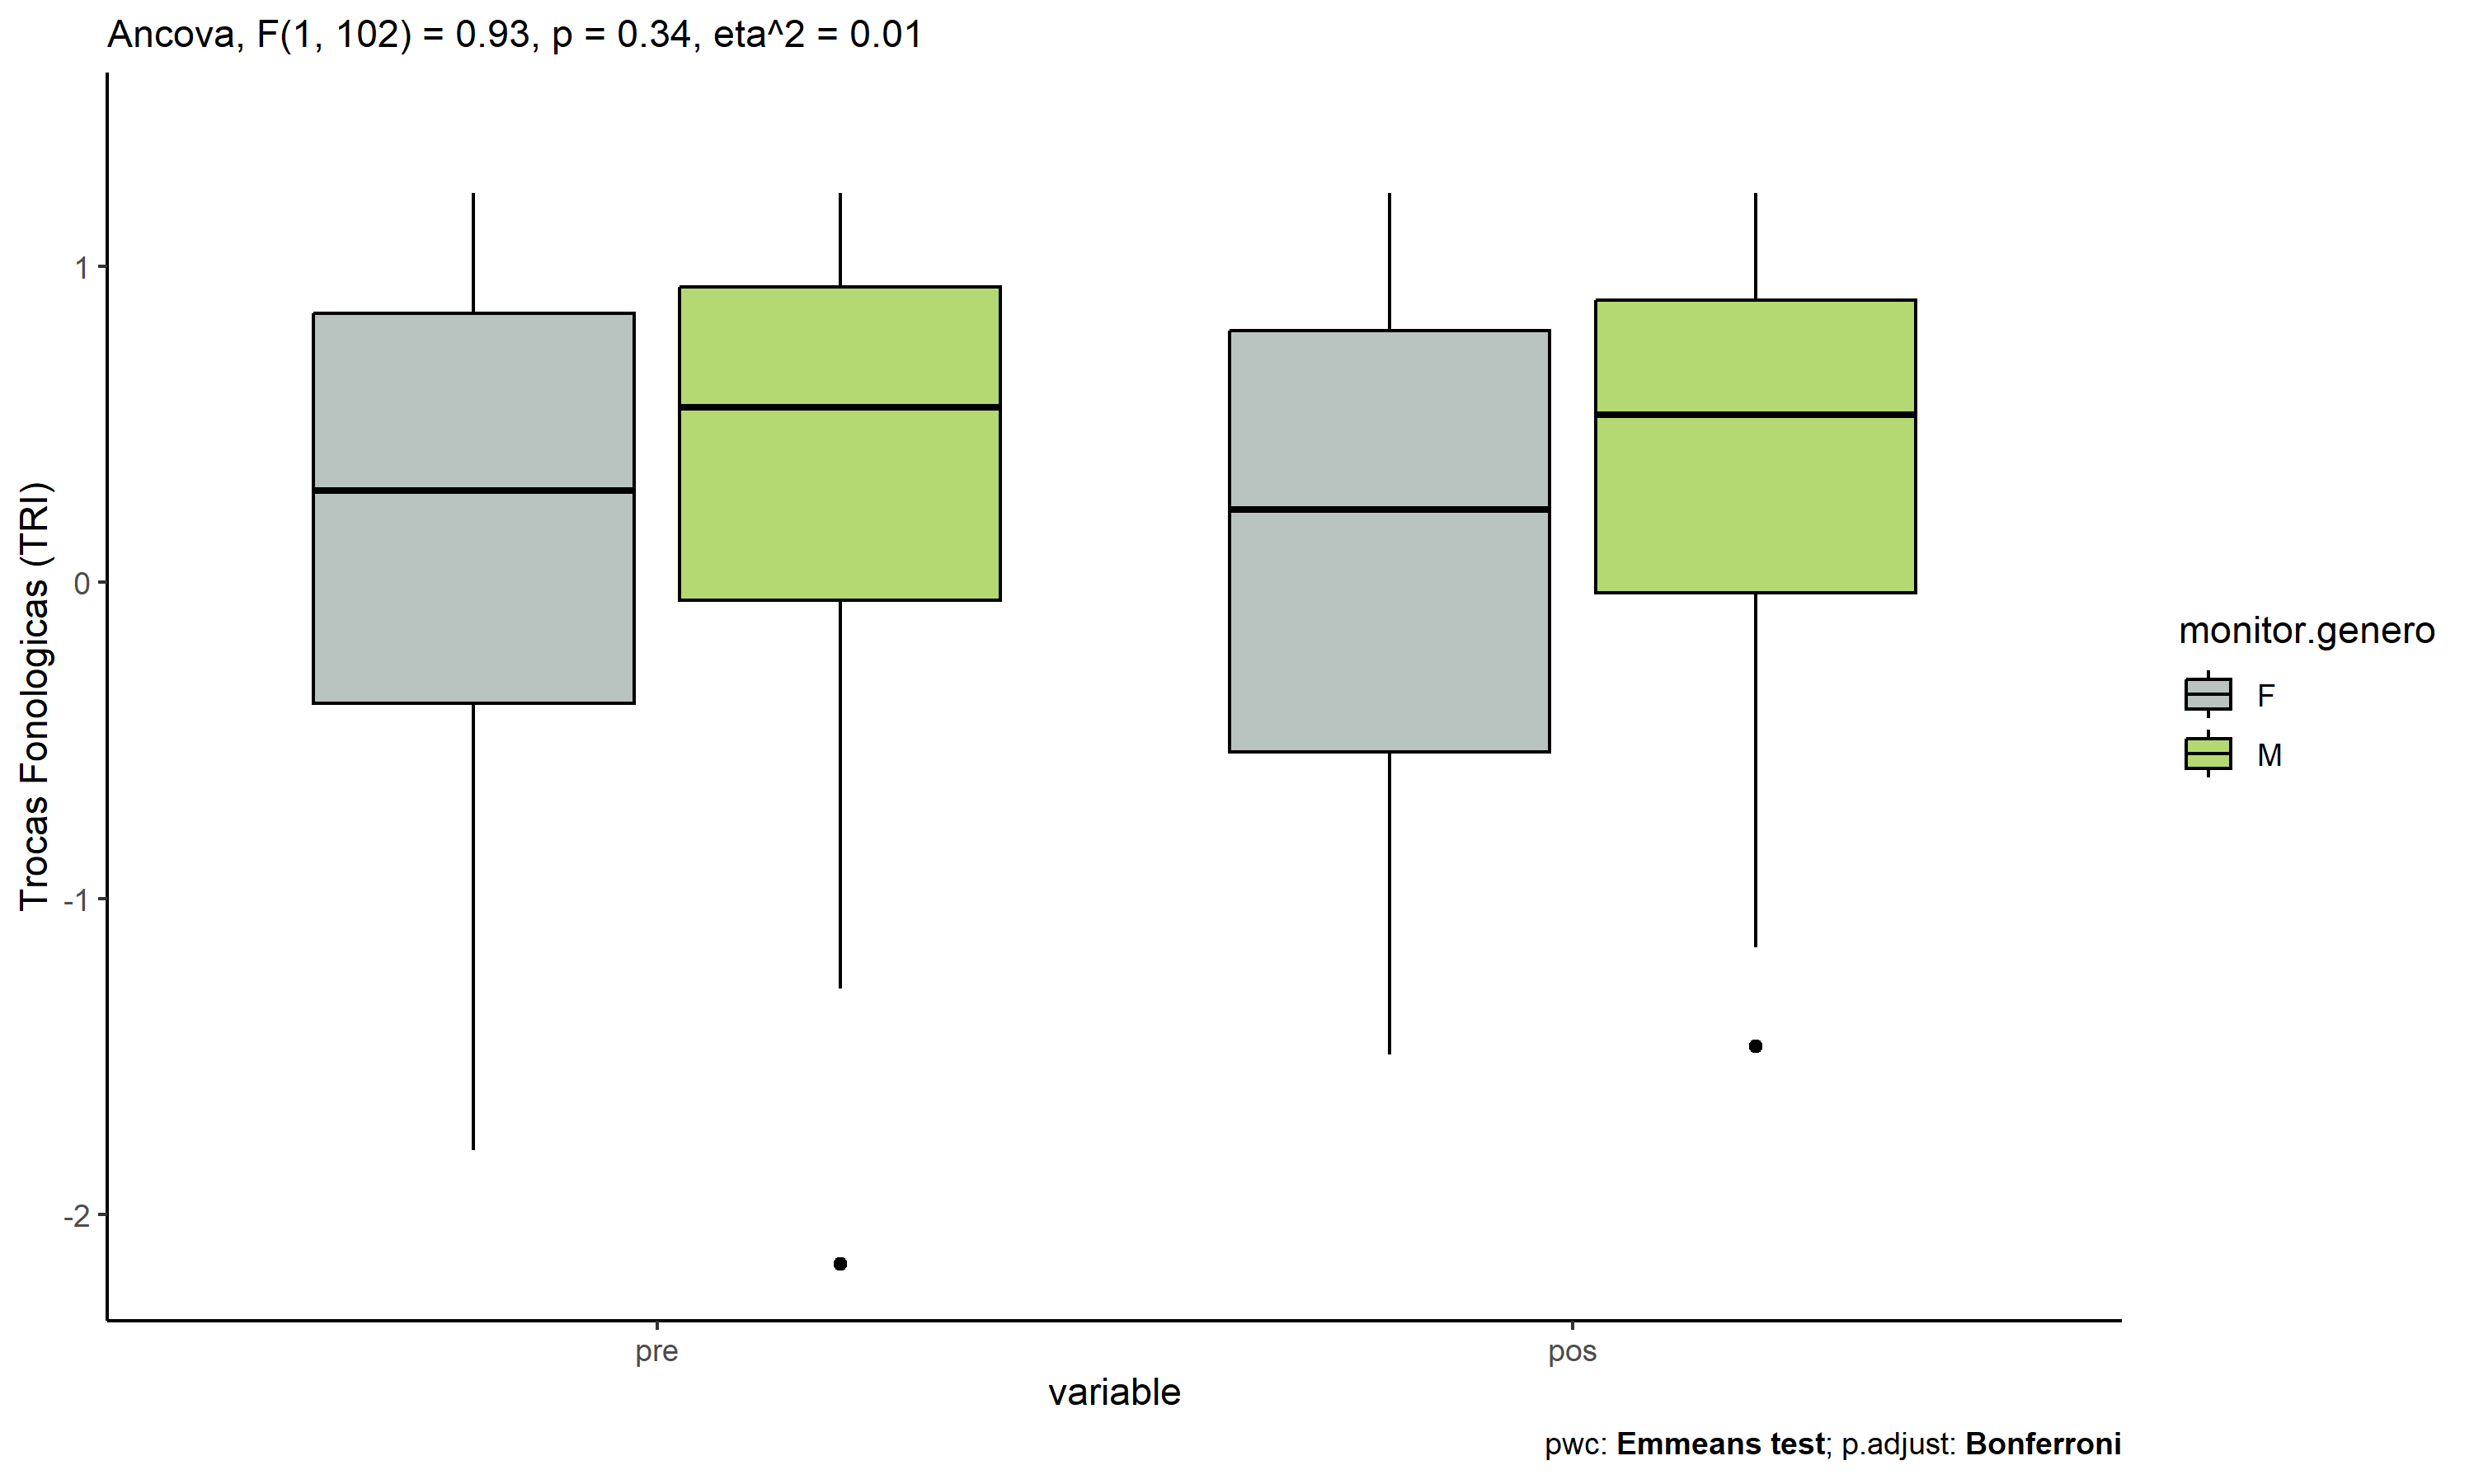 Ancova, F(1, 102) = 0.93, p = 0.34, eta^2 = 0.01
Trocas Fonologicas (TRI)
1
0
-1
-2
pre
pos
variable
monitor.genero
F
M
pwc: Emmeans test; p.adjust: Bonferroni